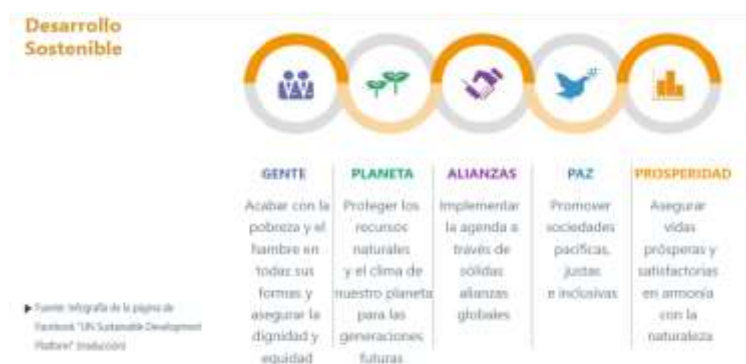 Desarrollo
Sostenible
GENTE
Acabar con la
pobreza y el
hambre en
todas sus
formas y
asegurar la
dignidad y
equidad
PLANETA
Proteger los
recursos
naturales
y el clima de
nuestro planeta
para las
generaciones
futuras
ALIANZAS
Implementar
la agenda a
través de
sólidas
alianzas
globales
PAZ
Promover
sociedades
pacíficas,
justas
e inclusivas
PROSPERIDAD
Asegurar
vidas
prósperas y
satisfactorias
en armonía
con la
naturaleza
Fuente: Infografía de la página de
Facebook "UN Sustainable Development
Platform" (traducción)